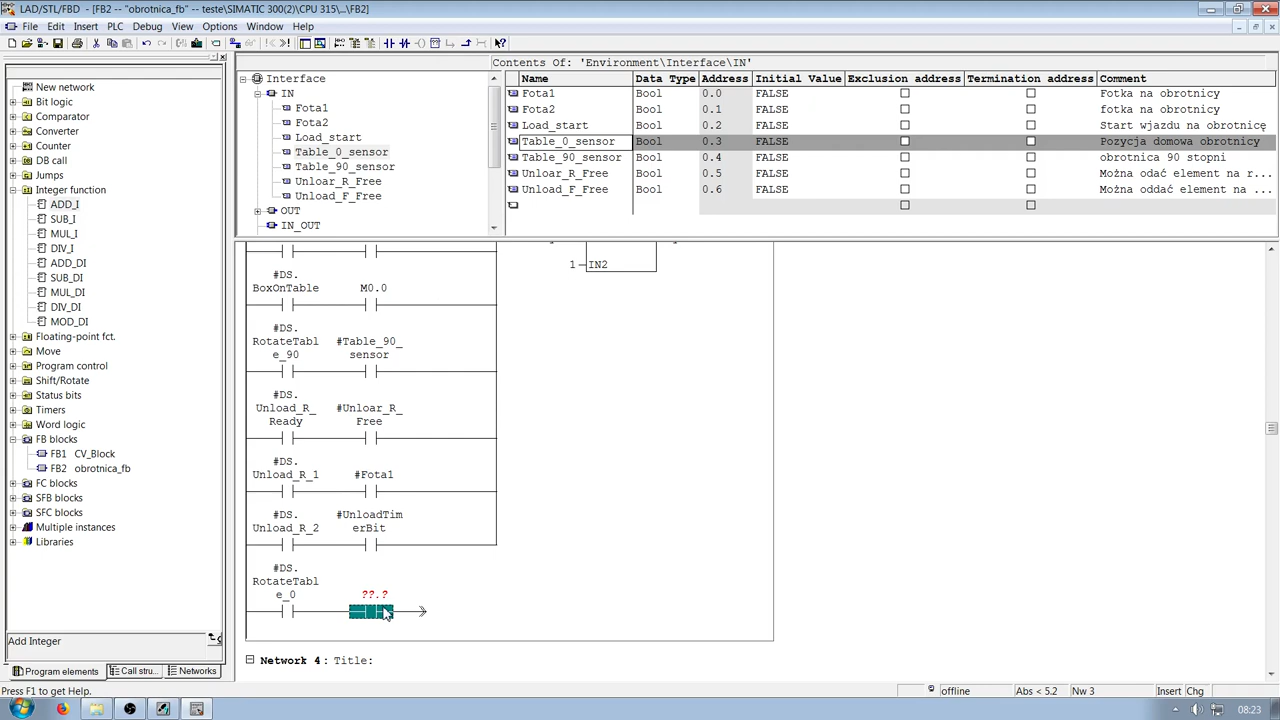 LAD/STL/FBD - [FB2 -- "obrotnica_fb" -- teste\SIMATIC 300(2)\CPU 315\...\FB2]
File Edit Insert PLC Debug View Options Window Help
New network
Bit logic
Comparator
Converter
Counter
DB call
Jumps
Integer function
ADD_I
SUB_I
MUL_I
DIV_I
ADD_DI
SUB_DI
MUL_DI
DIV_DI
MOD_DI
Floating-point fct.
Move
Program control
Shift/Rotate
Status bits
Timers
Word logic
FB blocks
FB1 CV_Block
FB2 obrotnica_fb
FC blocks
SFB blocks
SFC blocks
Multiple instances
Libraries
Add Integer
Program elements Call stru... Networks
Interface
IN
Fota1
Fota2
Load_start
Table_0_sensor
Table_90_sensor
Unloar_R_Free
Unload_F_Free
OUT
IN_OUT
Contents Of: 'Environment\Interface\IN'
Name Data Type Address Initial Value Exclusion address Termination address Comment
Fota1 Bool 0.0 FALSE Fotka na obrotnicy
Fota2 Bool 0.1 FALSE fotka na obrotnicy
Load_start Bool 0.2 FALSE Start wjazdu na obrotnicę
Table_0_sensor Bool 0.3 FALSE Pozycja domowa obrotnicy
Table_90_sensor Bool 0.4 FALSE obrotnica 90 stopni
Unloar_R_Free Bool 0.5 FALSE Można odać element na r...
Unload_F_Free Bool 0.6 FALSE Można oddać element na ...
1 IN2
#DS.
BoxOnTable M0.0
#DS.
RotateTabl #Table_90_
e_90 sensor
#DS.
Unload_R_ #Unloar_R_
Ready Free
#DS.
Unload_R_1 #Fota1
#DS. #UnloadTim
Unload_R_2 erBit
#DS.
RotateTabl
e_0 ??.?
Network 4 : Title:
Press F1 to get Help.
offline Abs < 5.2 Nw 3 Insert Chg
08:23